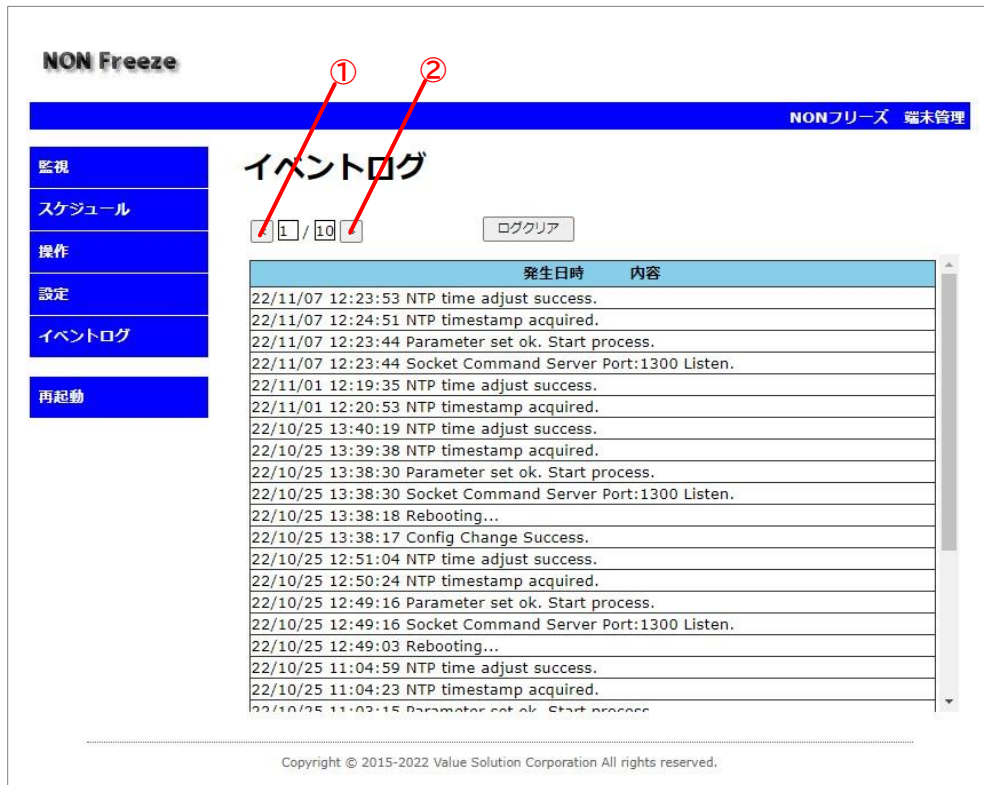 NON Freeze
① ②
NONフリーズ 端末管理
監視
スケジュール
操作
設定
イベントログ
再起動
イベントログ
< 1 / 10 >
ログクリア
発生日時 内容
22/11/07 12:23:53 NTP time adjust success.
22/11/07 12:24:51 NTP timestamp acquired.
22/11/07 12:23:44 Parameter set ok. Start process.
22/11/07 12:23:44 Socket Command Server Port:1300 Listen.
22/11/01 12:19:35 NTP time adjust success.
22/11/01 12:20:53 NTP timestamp acquired.
22/10/25 13:40:19 NTP time adjust success.
22/10/25 13:39:38 NTP timestamp acquired.
22/10/25 13:38:30 Parameter set ok. Start process.
22/10/25 13:38:30 Socket Command Server Port:1300 Listen.
22/10/25 13:38:18 Rebooting...
22/10/25 13:38:17 Config Change Success.
22/10/25 12:51:04 NTP time adjust success.
22/10/25 12:50:24 NTP timestamp acquired.
22/10/25 12:49:16 Parameter set ok. Start process.
22/10/25 12:49:16 Socket Command Server Port:1300 Listen.
22/10/25 12:49:03 Rebooting...
22/10/25 11:04:59 NTP time adjust success.
22/10/25 11:04:23 NTP timestamp acquired.
22/10/25 11:03:15 Parameter set ok. Start process
Copyright © 2015-2022 Value Solution Corporation All rights reserved.